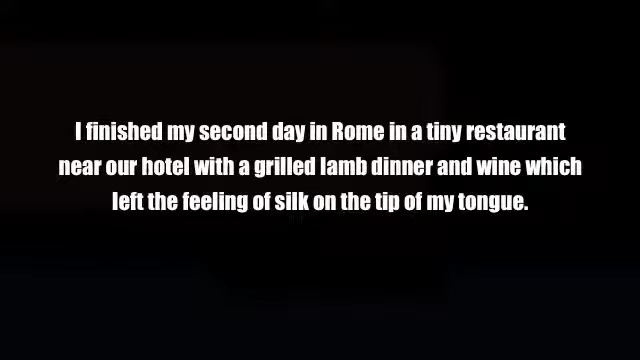 I finished my second day in Rome in a tiny restaurant
near our hotel with a grilled lamb dinner and wine which
left the feeling of silk on the tip of my tongue.